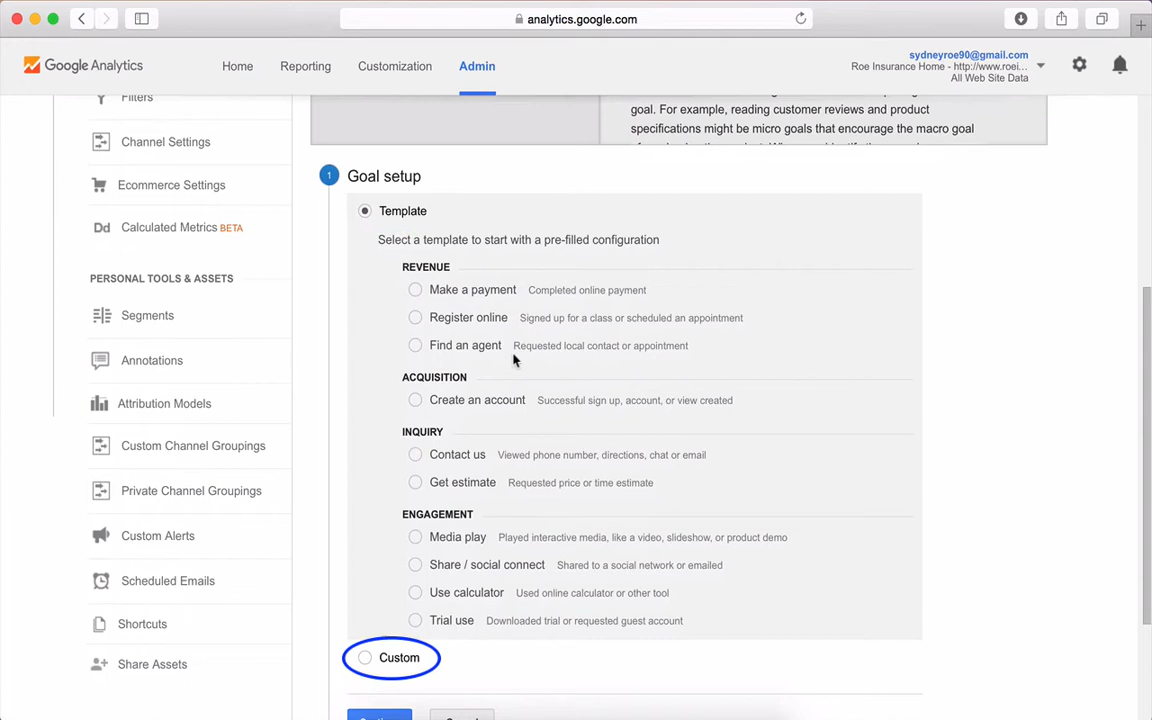 analytics.google.com
Google Analytics
Home
Reporting
Customization
Admin
sydneyroe90@gmail.com
Roe Insurance Home - http://www.roei...
All Web Site Data
Filters
Channel Settings
Ecommerce Settings
Dd Calculated Metrics BETA
PERSONAL TOOLS & ASSETS
Segments
Annotations
Attribution Models
Custom Channel Groupings
Private Channel Groupings
Custom Alerts
Scheduled Emails
Shortcuts
Share Assets
goal. For example, reading customer reviews and product
specifications might be micro goals that encourage the macro goal
1 Goal setup
Template
Select a template to start with a pre-filled configuration
REVENUE
Make a payment Completed online payment
Register online Signed up for a class or scheduled an appointment
Find an agent Requested local contact or appointment
ACQUISITION
Create an account Successful sign up, account, or view created
INQUIRY
Contact us Viewed phone number, directions, chat or email
Get estimate Requested price or time estimate
ENGAGEMENT
Media play Played interactive media, like a video, slideshow, or product demo
Share / social connect Shared to a social network or emailed
Use calculator Used online calculator or other tool
Trial use Downloaded trial or requested guest account
Custom